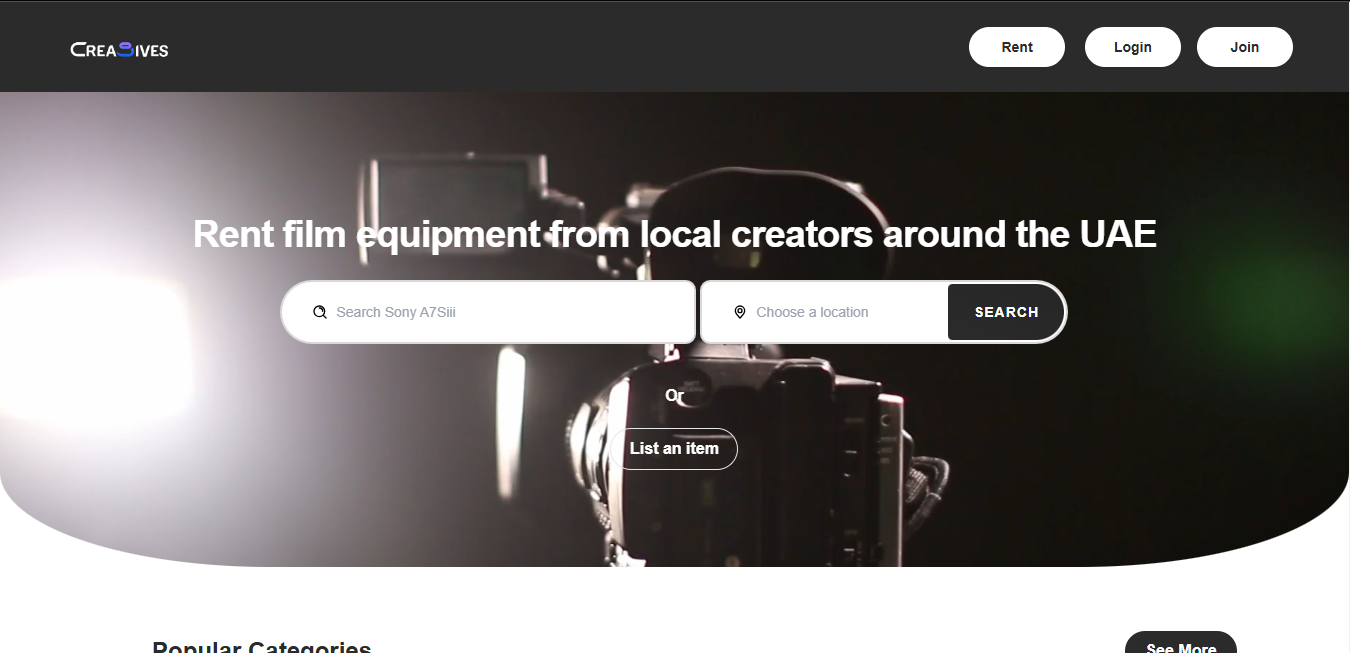 CREATIVES
Rent
Login
Join
Rent film equipment from local creators around the UAE
Search Sony A7Siii
Choose a location
SEARCH
Or
List an item
Popular Categories
See More